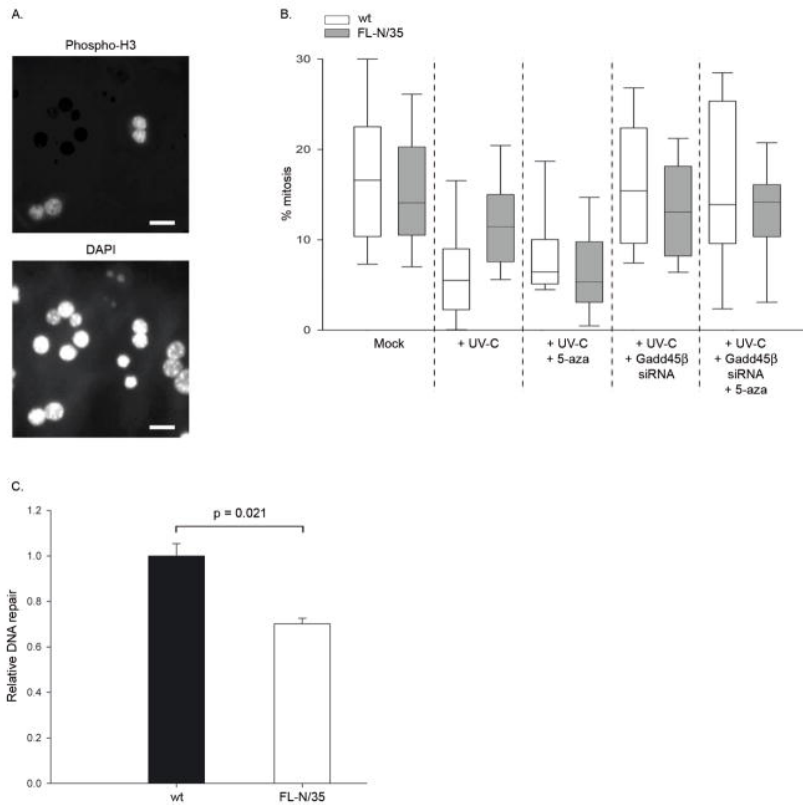 A.
Phospho-H3
DAPI
B.
wt
FL-N/35
30
20
10
0
% mitosis
Mock
+ UV-C
+ UV-C
+ 5-aza
+ UV-C
+ Gadd45β
siRNA
+ UV-C
+ Gadd45β
siRNA
+ 5-aza
C.
p = 0.021
1.2
1.0
0.8
0.6
0.4
0.2
0.0
Relative DNA repair
wt
FL-N/35